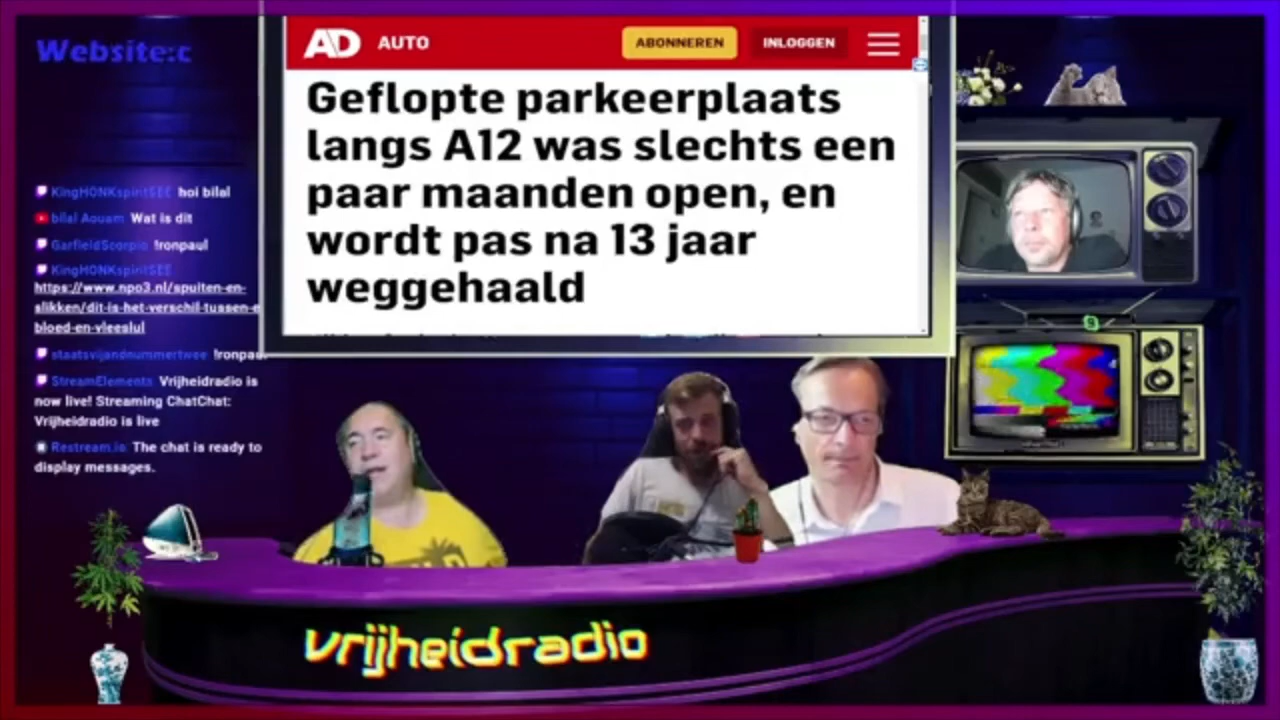 Website:c
AD AUTO ABONNEREN INLOGGEN
Geflopte parkeerplaats
langs A12 was slechts een
paar maanden open, en
wordt pas na 13 jaar
weggehaald
KingHONKspiritSEE hoi bilal
bilal Aouam Wat is dit
GarfieldScorpio !ronpaul
KingHONKspiritSEE
https://www.npo3.nl/spuiten-en-
slikken/dit-is-het-verschil-tussen-e
bloed-en-vleeslul
staatsvijandnummertwee !ronpau
StreamElements Vrijheidradio is
now live! Streaming ChatChat:
Vrijheidradio is live
Restream.io The chat is ready to
display messages.
vrijheidradio